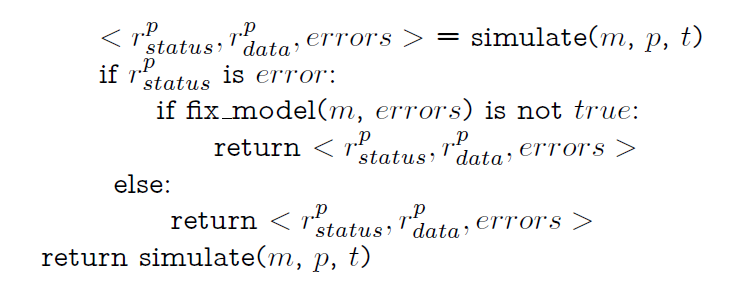 < r^p_status, r^p_data, errors > = simulate(m, p, t)
if r^p_status is error:
if fix_model(m, errors) is not true:
return < r^p_status, r^p_data, errors >
else:
return < r^p_status, r^p_data, errors >
return simulate(m, p, t)